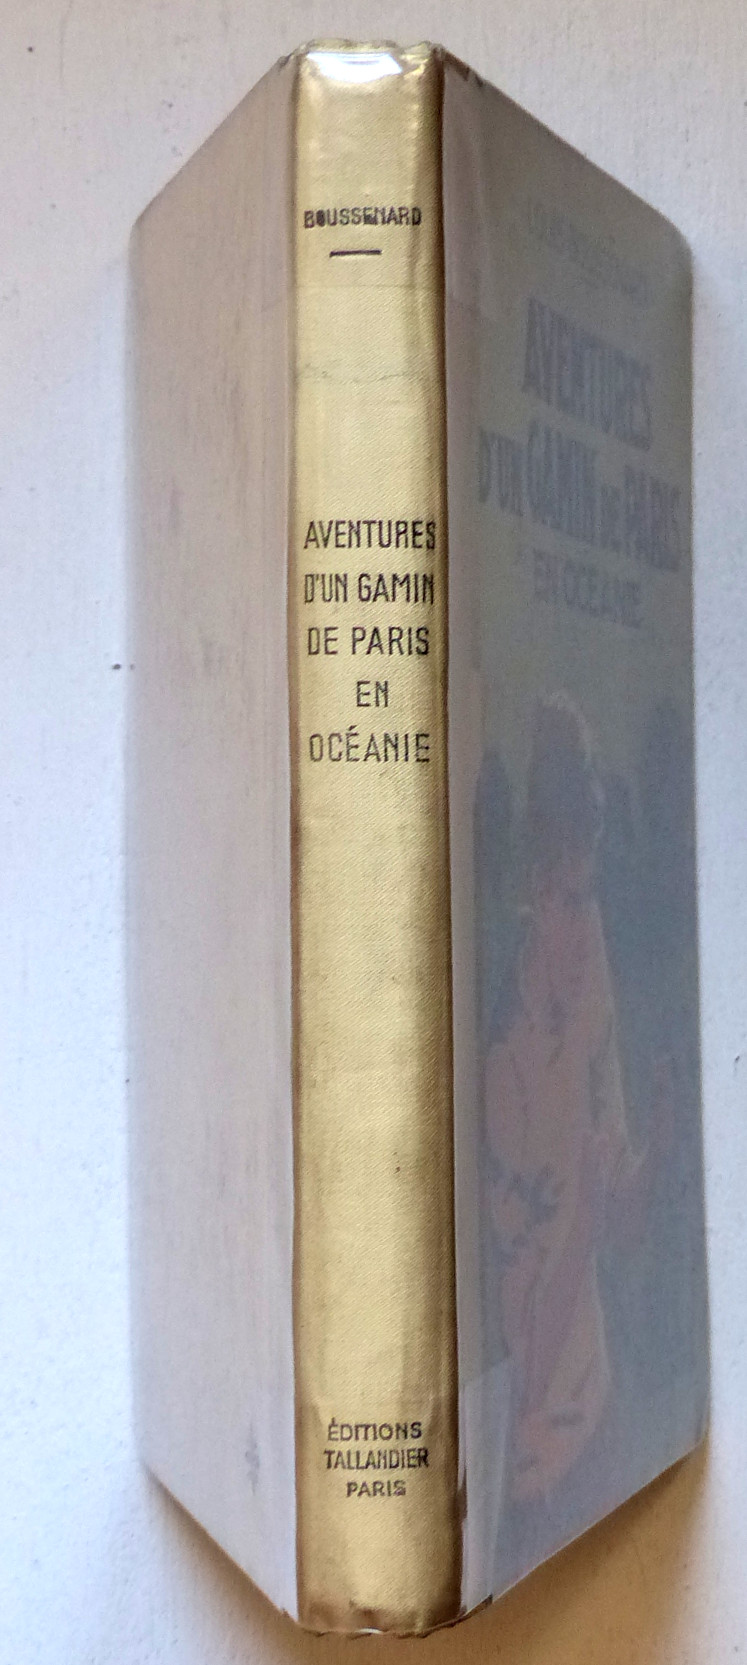 BOUSSENARD
AVENTURES
D'UN GAMIN
DE PARIS
EN
OCÉANIE
ÉDITIONS
TALLANDIER
PARIS
AVENTURES
D'UN GAMIN DE PARIS
EN OCÉANIE